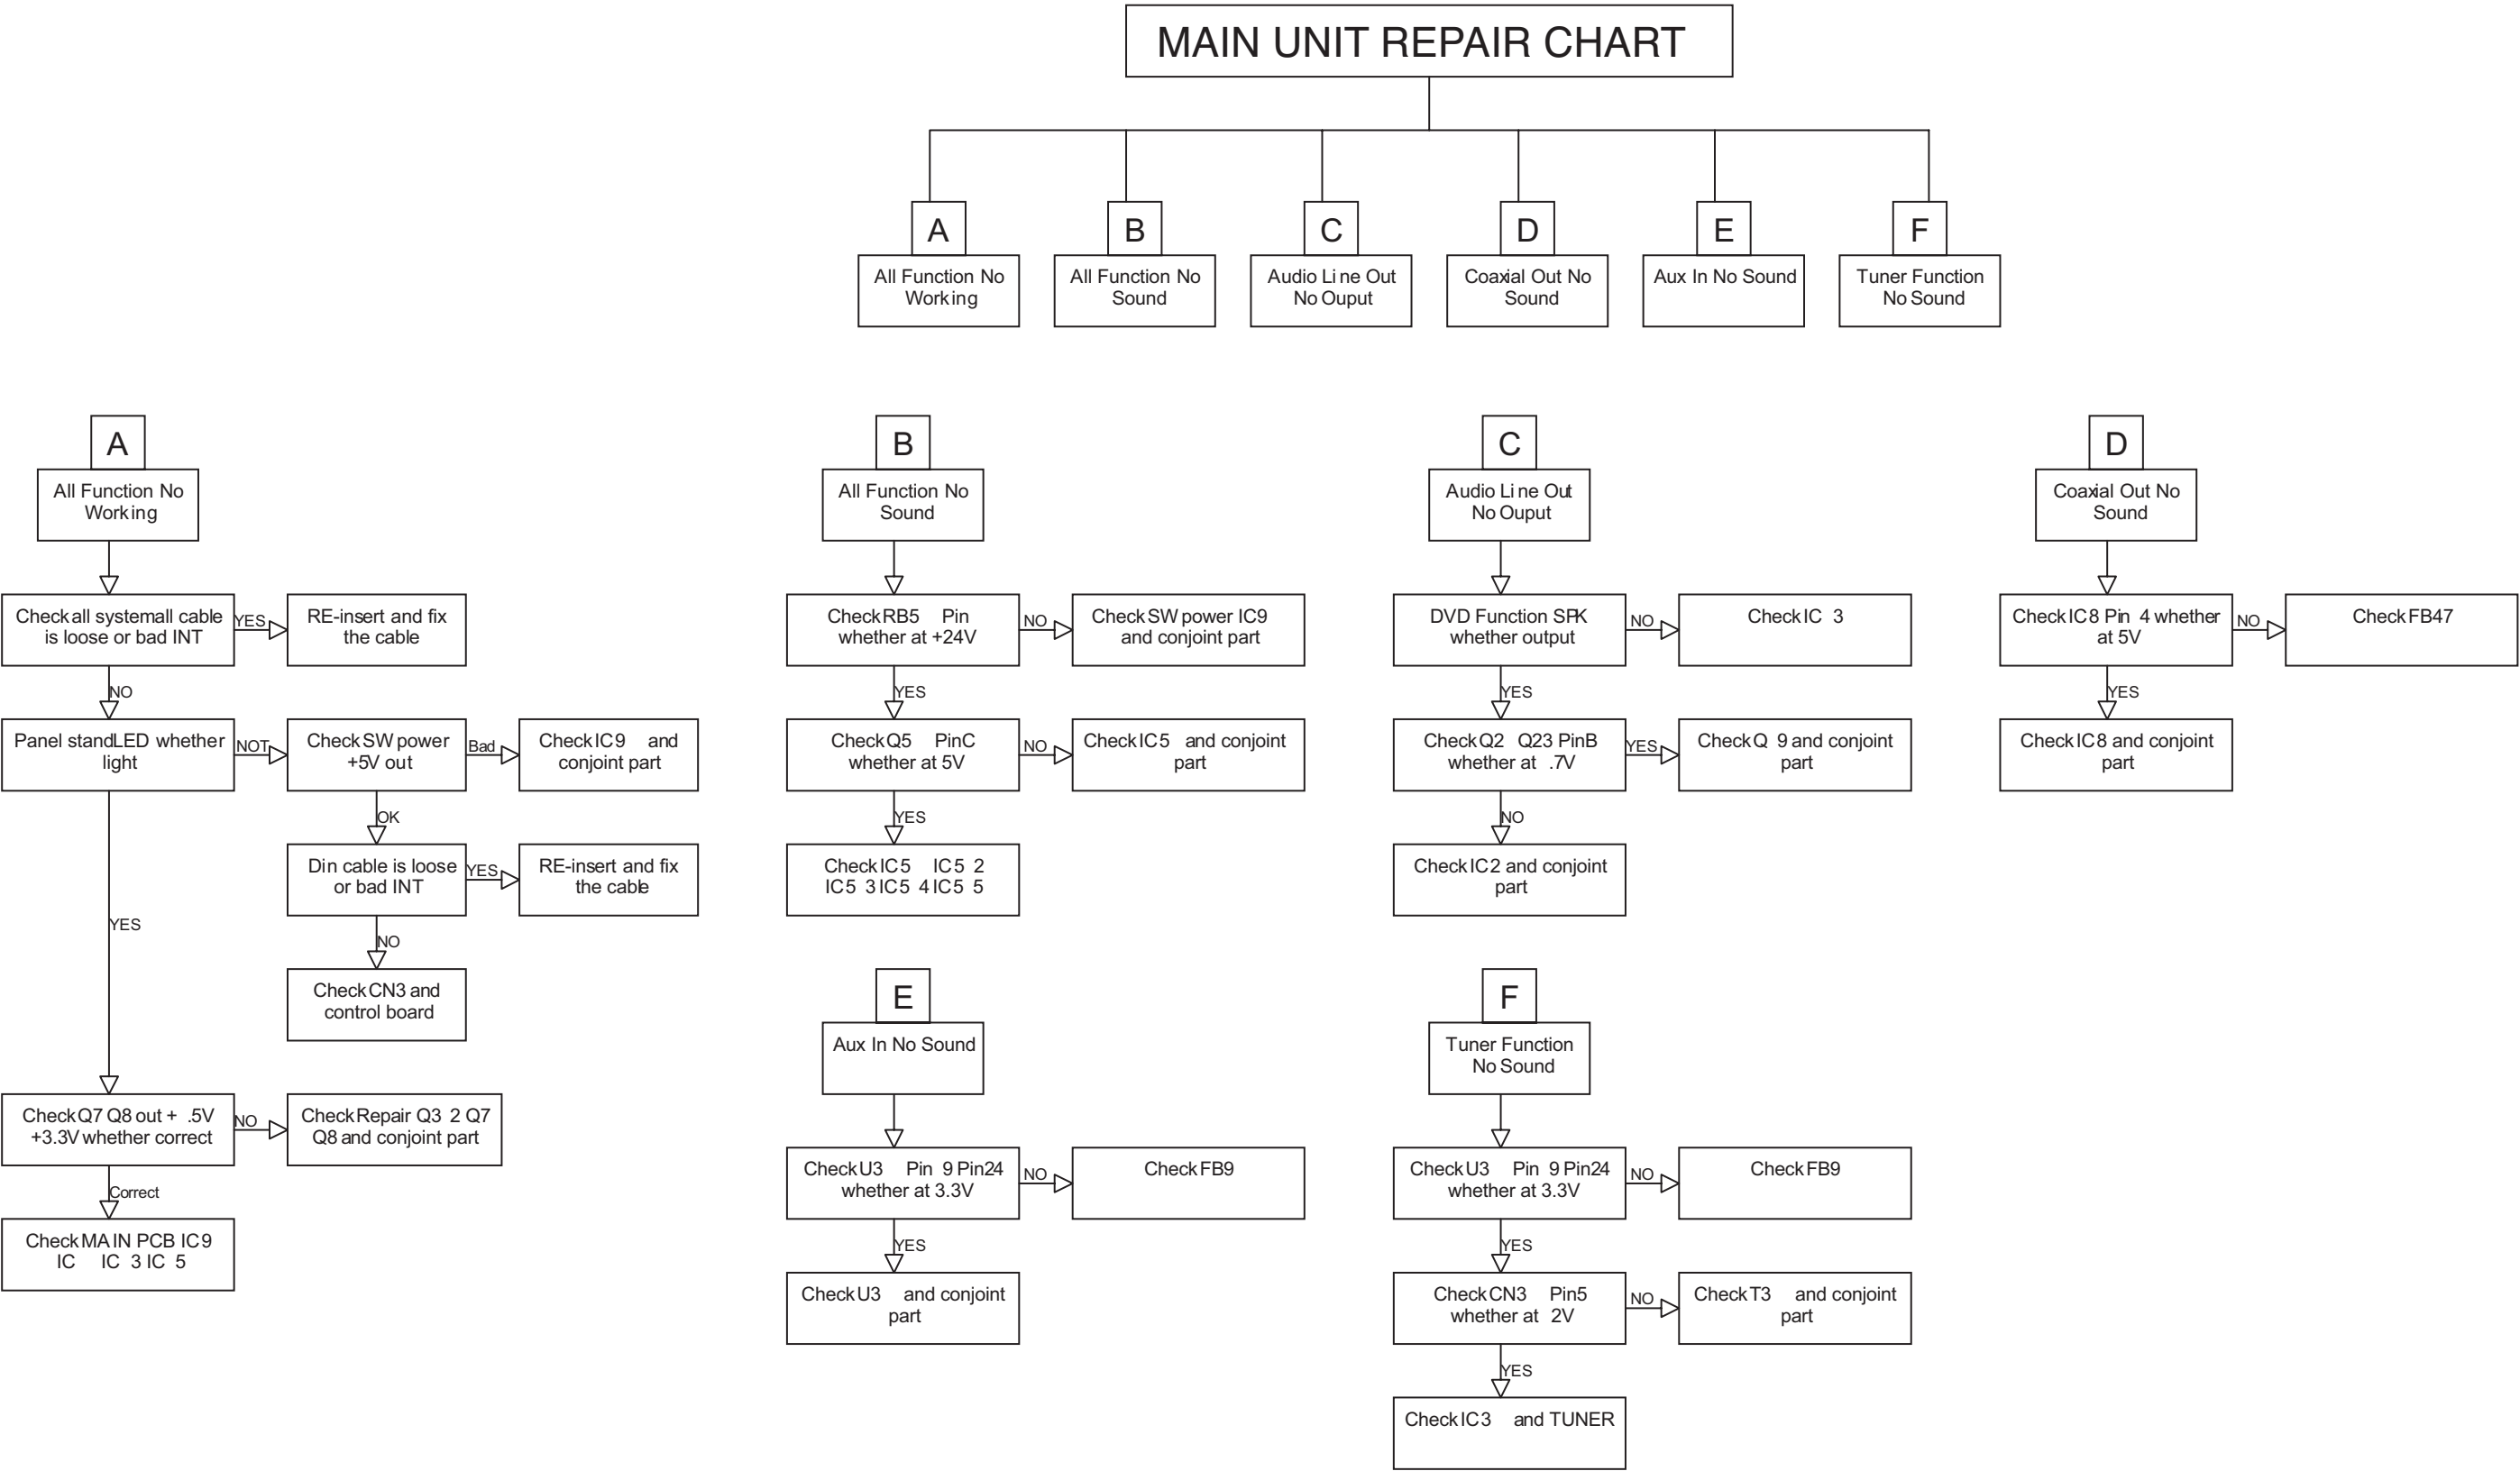 MAIN UNIT REPAIR CHART
A
All Function No
Working
B
All Function No
Sound
C
Audio Line Out
No Ouput
D
Coaxial Out No
Sound
E
Aux In No Sound
F
Tuner Function
No Sound
A
All Function No
Working
Check all systemall cable
is loose or bad INT
YES
RE-insert and fix
the cable
NO
Panel standLED whether
light
NOT
Check SW power
+5V out
Bad
Check IC9 and
conjoint part
OK
Din cable is loose
or bad INT
YES
RE-insert and fix
the cable
NO
Check CN3 and
control board
YES
Check Q7 Q8 out + .5V
+3.3V whether correct
NO
Check Repair Q3 2 Q7
Q8 and conjoint part
Correct
Check MAIN PCB IC9
IC IC 3 IC 5
B
All Function No
Sound
Check RB5 Pin
whether at +24V
NO
Check SW power IC9
and conjoint part
YES
Check Q5 PinC
whether at 5V
NO
Check IC5 and conjoint
part
YES
Check IC5 IC5 2
IC5 3 IC5 4 IC5 5
C
Audio Line Out
No Ouput
DVD Function SPK
whether output
NO
Check IC 3
YES
Check Q2 Q23 PinB
whether at .7V
YES
Check Q 9 and conjoint
part
NO
Check IC2 and conjoint
part
D
Coaxial Out No
Sound
Check IC8 Pin 4 whether
at 5V
NO
Check FB47
YES
Check IC8 and conjoint
part
E
Aux In No Sound
Check U3 Pin 9 Pin24
whether at 3.3V
NO
Check FB9
YES
Check U3 and conjoint
part
F
Tuner Function
No Sound
Check U3 Pin 9 Pin24
whether at 3.3V
NO
Check FB9
YES
Check CN3 Pin5
whether at 2V
NO
Check T3 and conjoint
part
YES
Check IC3 and TUNER